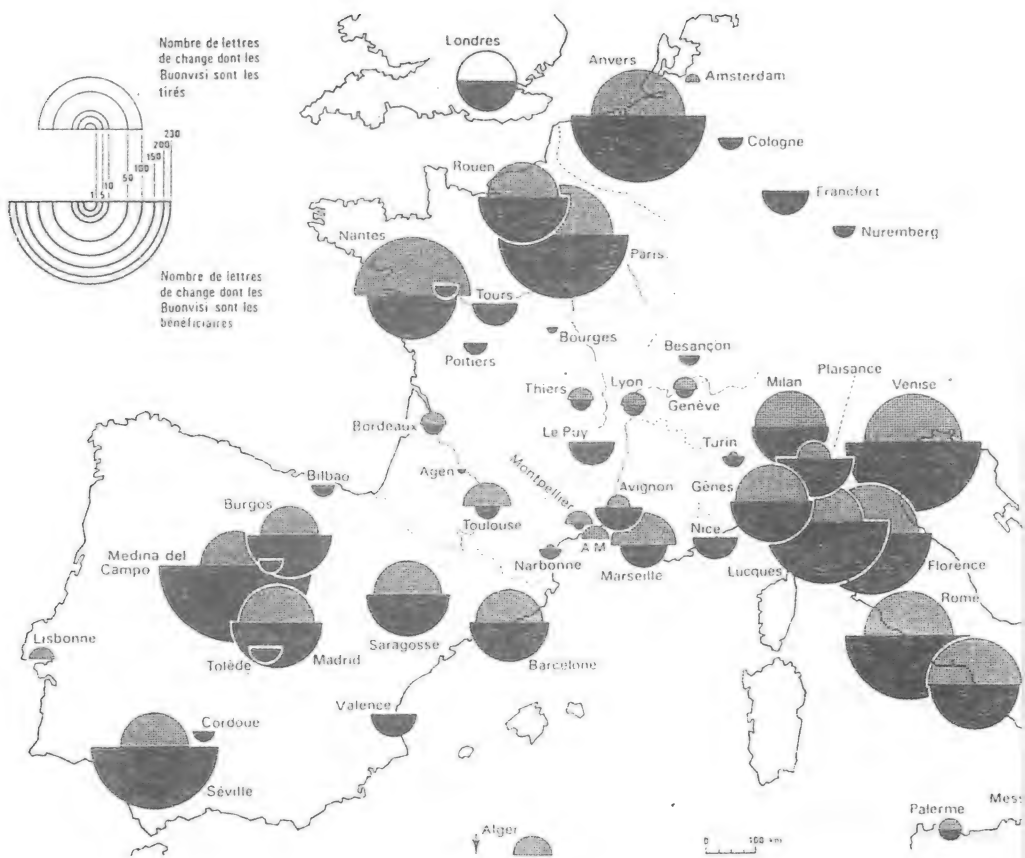 Nombre de lettres
de change dont les
Buonvisi sont les
tirés
230
200
150
100
50
10
5
1
Nombre de lettres
de change dont les
Buonvisi sont les
bénéficiaires
Londres
Anvers
Amsterdam
Cologne
Rouen
Francfort
Nuremberg
Nantes
Paris
Tours
Bourges
Poitiers
Besançon
Thiers
Lyon
Genève
Milan
Plaisance
Venise
Bordeaux
Le Puy
Turin
Agen
Bilbao
Montpellier
Avignon
Gênes
Burgos
Toulouse
Medina del
Campo
A M
Nice
Narbonne
Marseille
Lucques
Florence
Rome
Lisbonne
Saragosse
Tolède
Madrid
Barcelone
Valence
Cordoue
Séville
Alger
100 km
0
Palerme
Mess